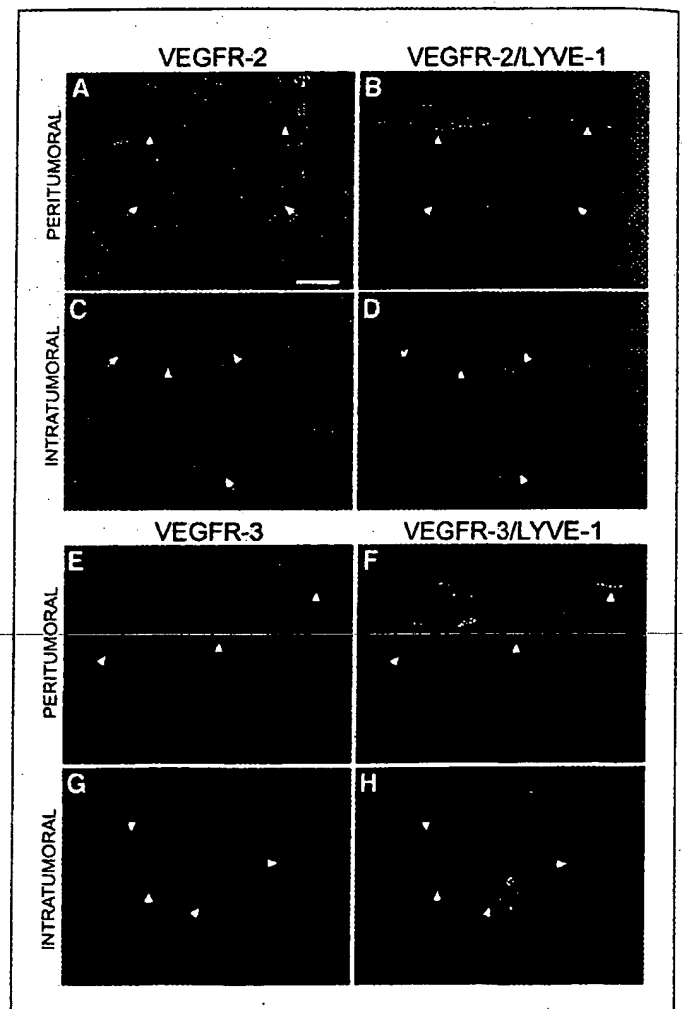 VEGFR-2 VEGFR-2/LYVE-1
PERITUMORAL
A B
INTRATUMORAL
C D
VEGFR-3 VEGFR-3/LYVE-1
PERITUMORAL
E F
INTRATUMORAL
G H